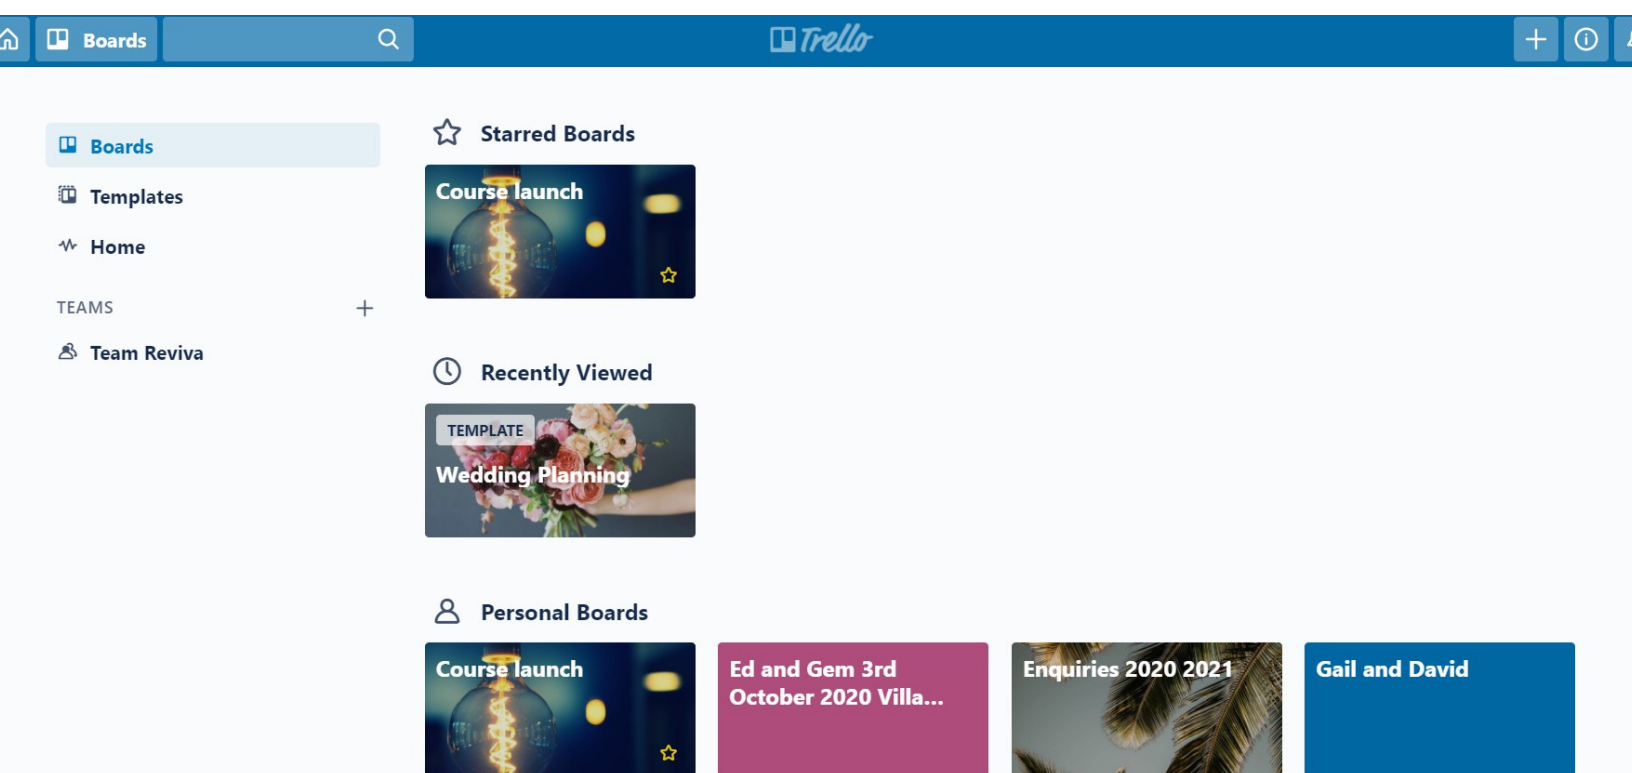 Boards
Trello
Boards
Templates
Home
TEAMS
Team Reviva
Starred Boards
Course launch
Recently Viewed
TEMPLATE
Wedding Planning
Personal Boards
Course launch
Ed and Gem 3rd
October 2020 Villa...
Enquiries 2020 2021
Gail and David